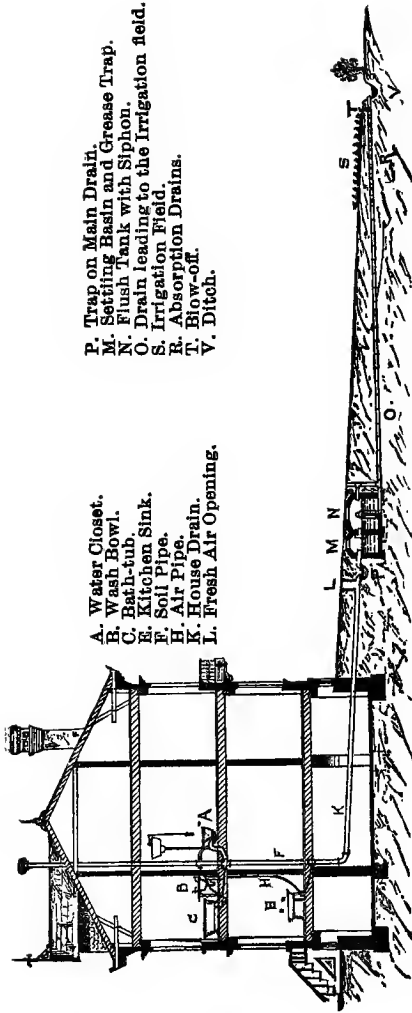 A. Water Closet.
B. Wash Bowl.
C. Bath-tub.
E. Kitchen Sink.
F. Soil Pipe.
H. Air Pipe.
K. House Drain.
L. Fresh Air Opening.
P. Trap on Main Drain.
M. Settling Basin and Grease Trap.
N. Flush Tank with Siphon.
O. Drain leading to the Irrigation field.
S. Irrigation Field.
R. Absorption Drains.
T. Blow-off.
V. Ditch.
A
B
C
H
E
F
K
L M N
O.
S
T
R
V